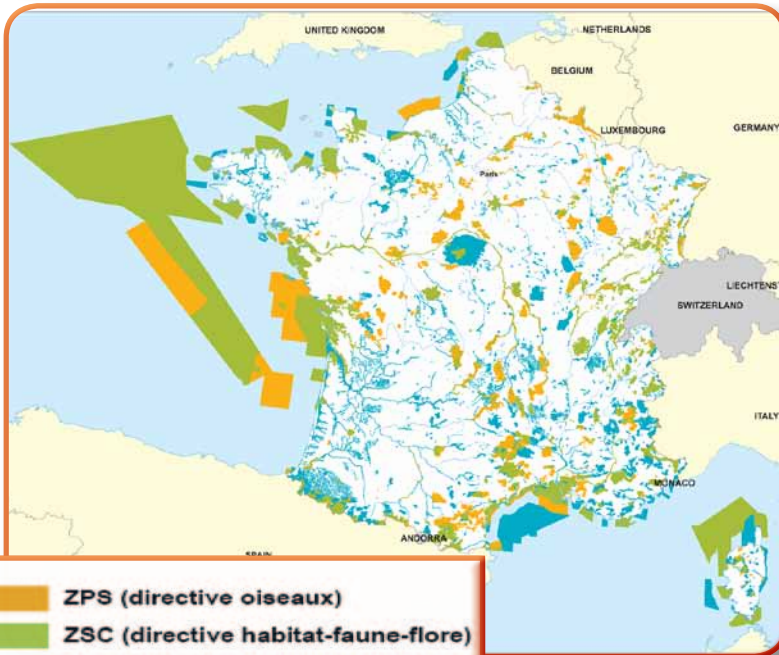 UNITED KINGDOM
NETHERLANDS
BELGIUM
LUXEMBOURG
GERMANY
Paris
LIECHTENST
SWITZERLAND
ITALY
MONACO
ANDORRA
SPAIN
ZPS (directive oiseaux)
ZSC (directive habitat-faune-flore)